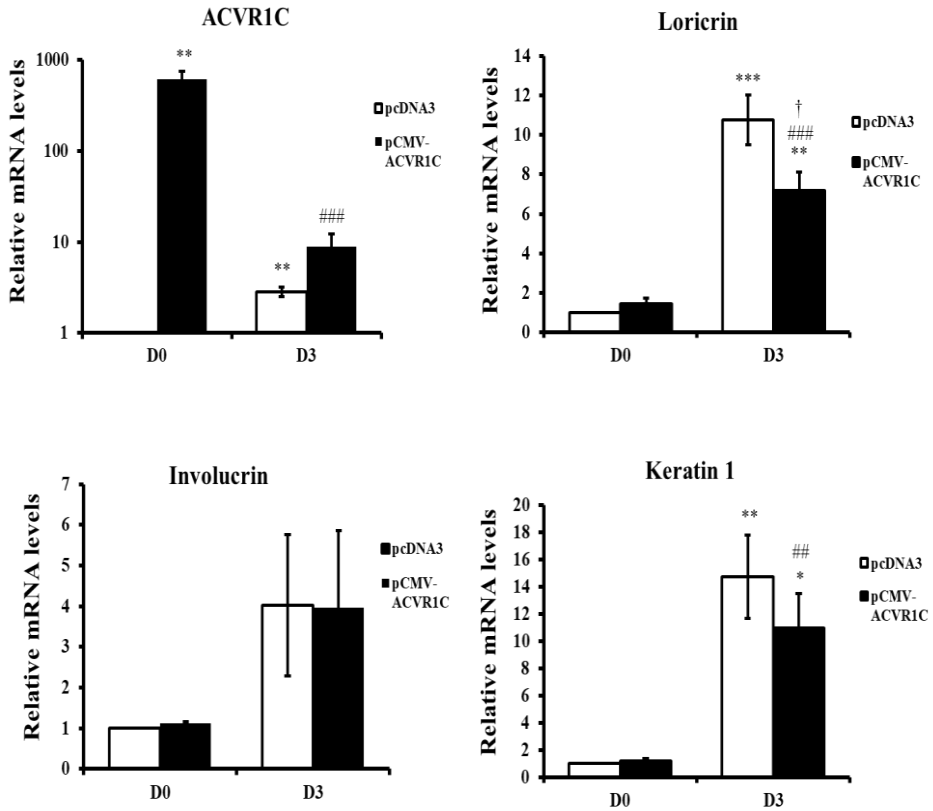 ACVR1C
Relative mRNA levels
1000
100
10
1
**
**
###
D0
D3
pcDNA3
pCMV-
ACVR1C
Loricrin
Relative mRNA levels
14
12
10
8
6
4
2
0
***
†
###
**
D0
D3
pcDNA3
pCMV-
ACVR1C
Involucrin
Relative mRNA levels
7
6
5
4
3
2
1
0
D0
D3
pcDNA3
pCMV-
ACVR1C
Keratin 1
Relative mRNA levels
20
18
16
14
12
10
8
6
4
2
0
**
##
*
D0
D3
pcDNA3
pCMV-
ACVR1C